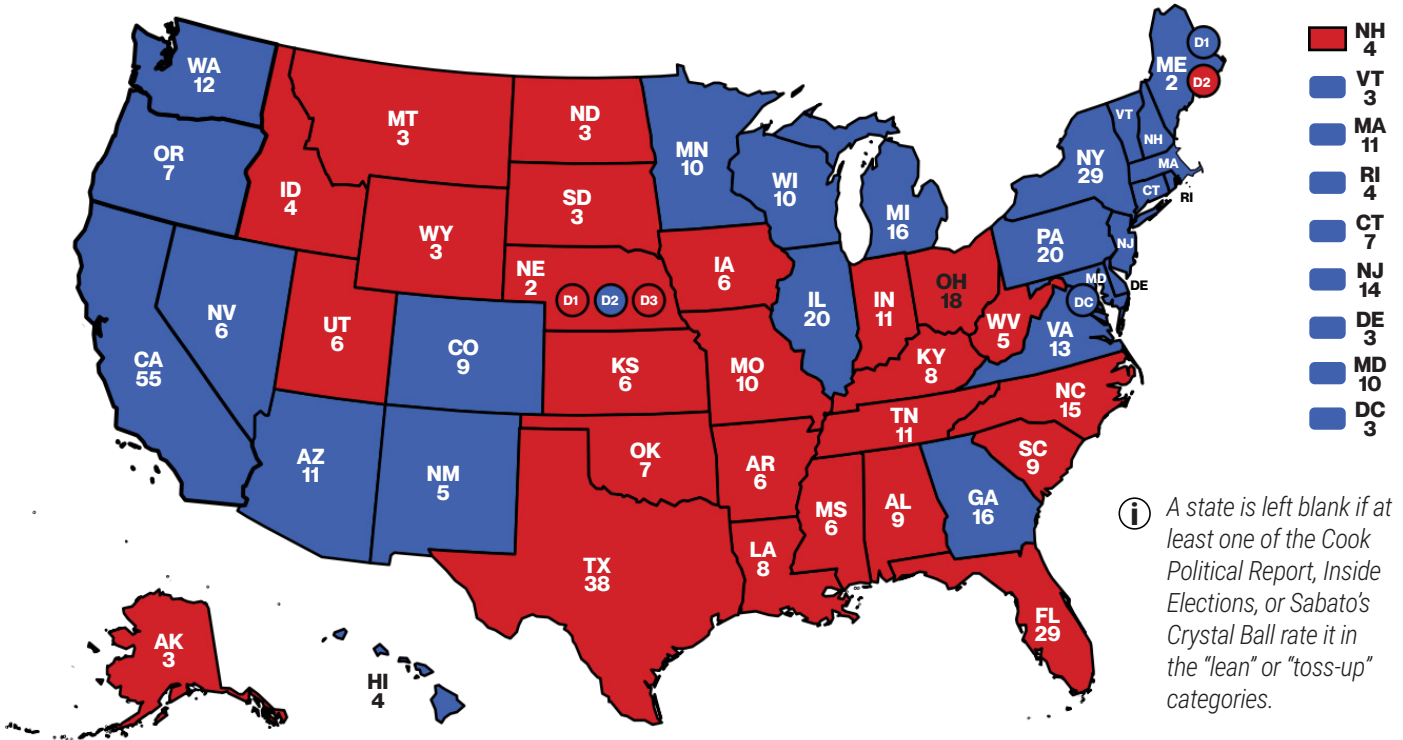 WA
12
OR
7
CA
55
NV
6
ID
4
MT
3
WY
3
UT
6
AZ
11
CO
9
NM
5
ND
3
SD
3
NE
2
D1
D2
D3
KS
6
OK
7
TX
38
MN
10
IA
6
MO
10
AR
6
LA
8
WI
10
IL
20
MI
16
IN
11
OH
18
KY
8
TN
11
MS
6
AL
9
GA
16
FL
29
SC
9
NC
15
WV
5
VA
13
PA
20
NY
29
ME
2
D1
D2
VT
NH
MA
CT
RI
NJ
MD
DE
DC
AK
3
HI
4
NH
4
VT
3
MA
11
RI
4
CT
7
NJ
14
DE
3
MD
10
DC
3
i
A state is left blank if at
least one of the Cook
Political Report, Inside
Elections, or Sabato’s
Crystal Ball rate it in
the “lean” or “toss-up”
categories.